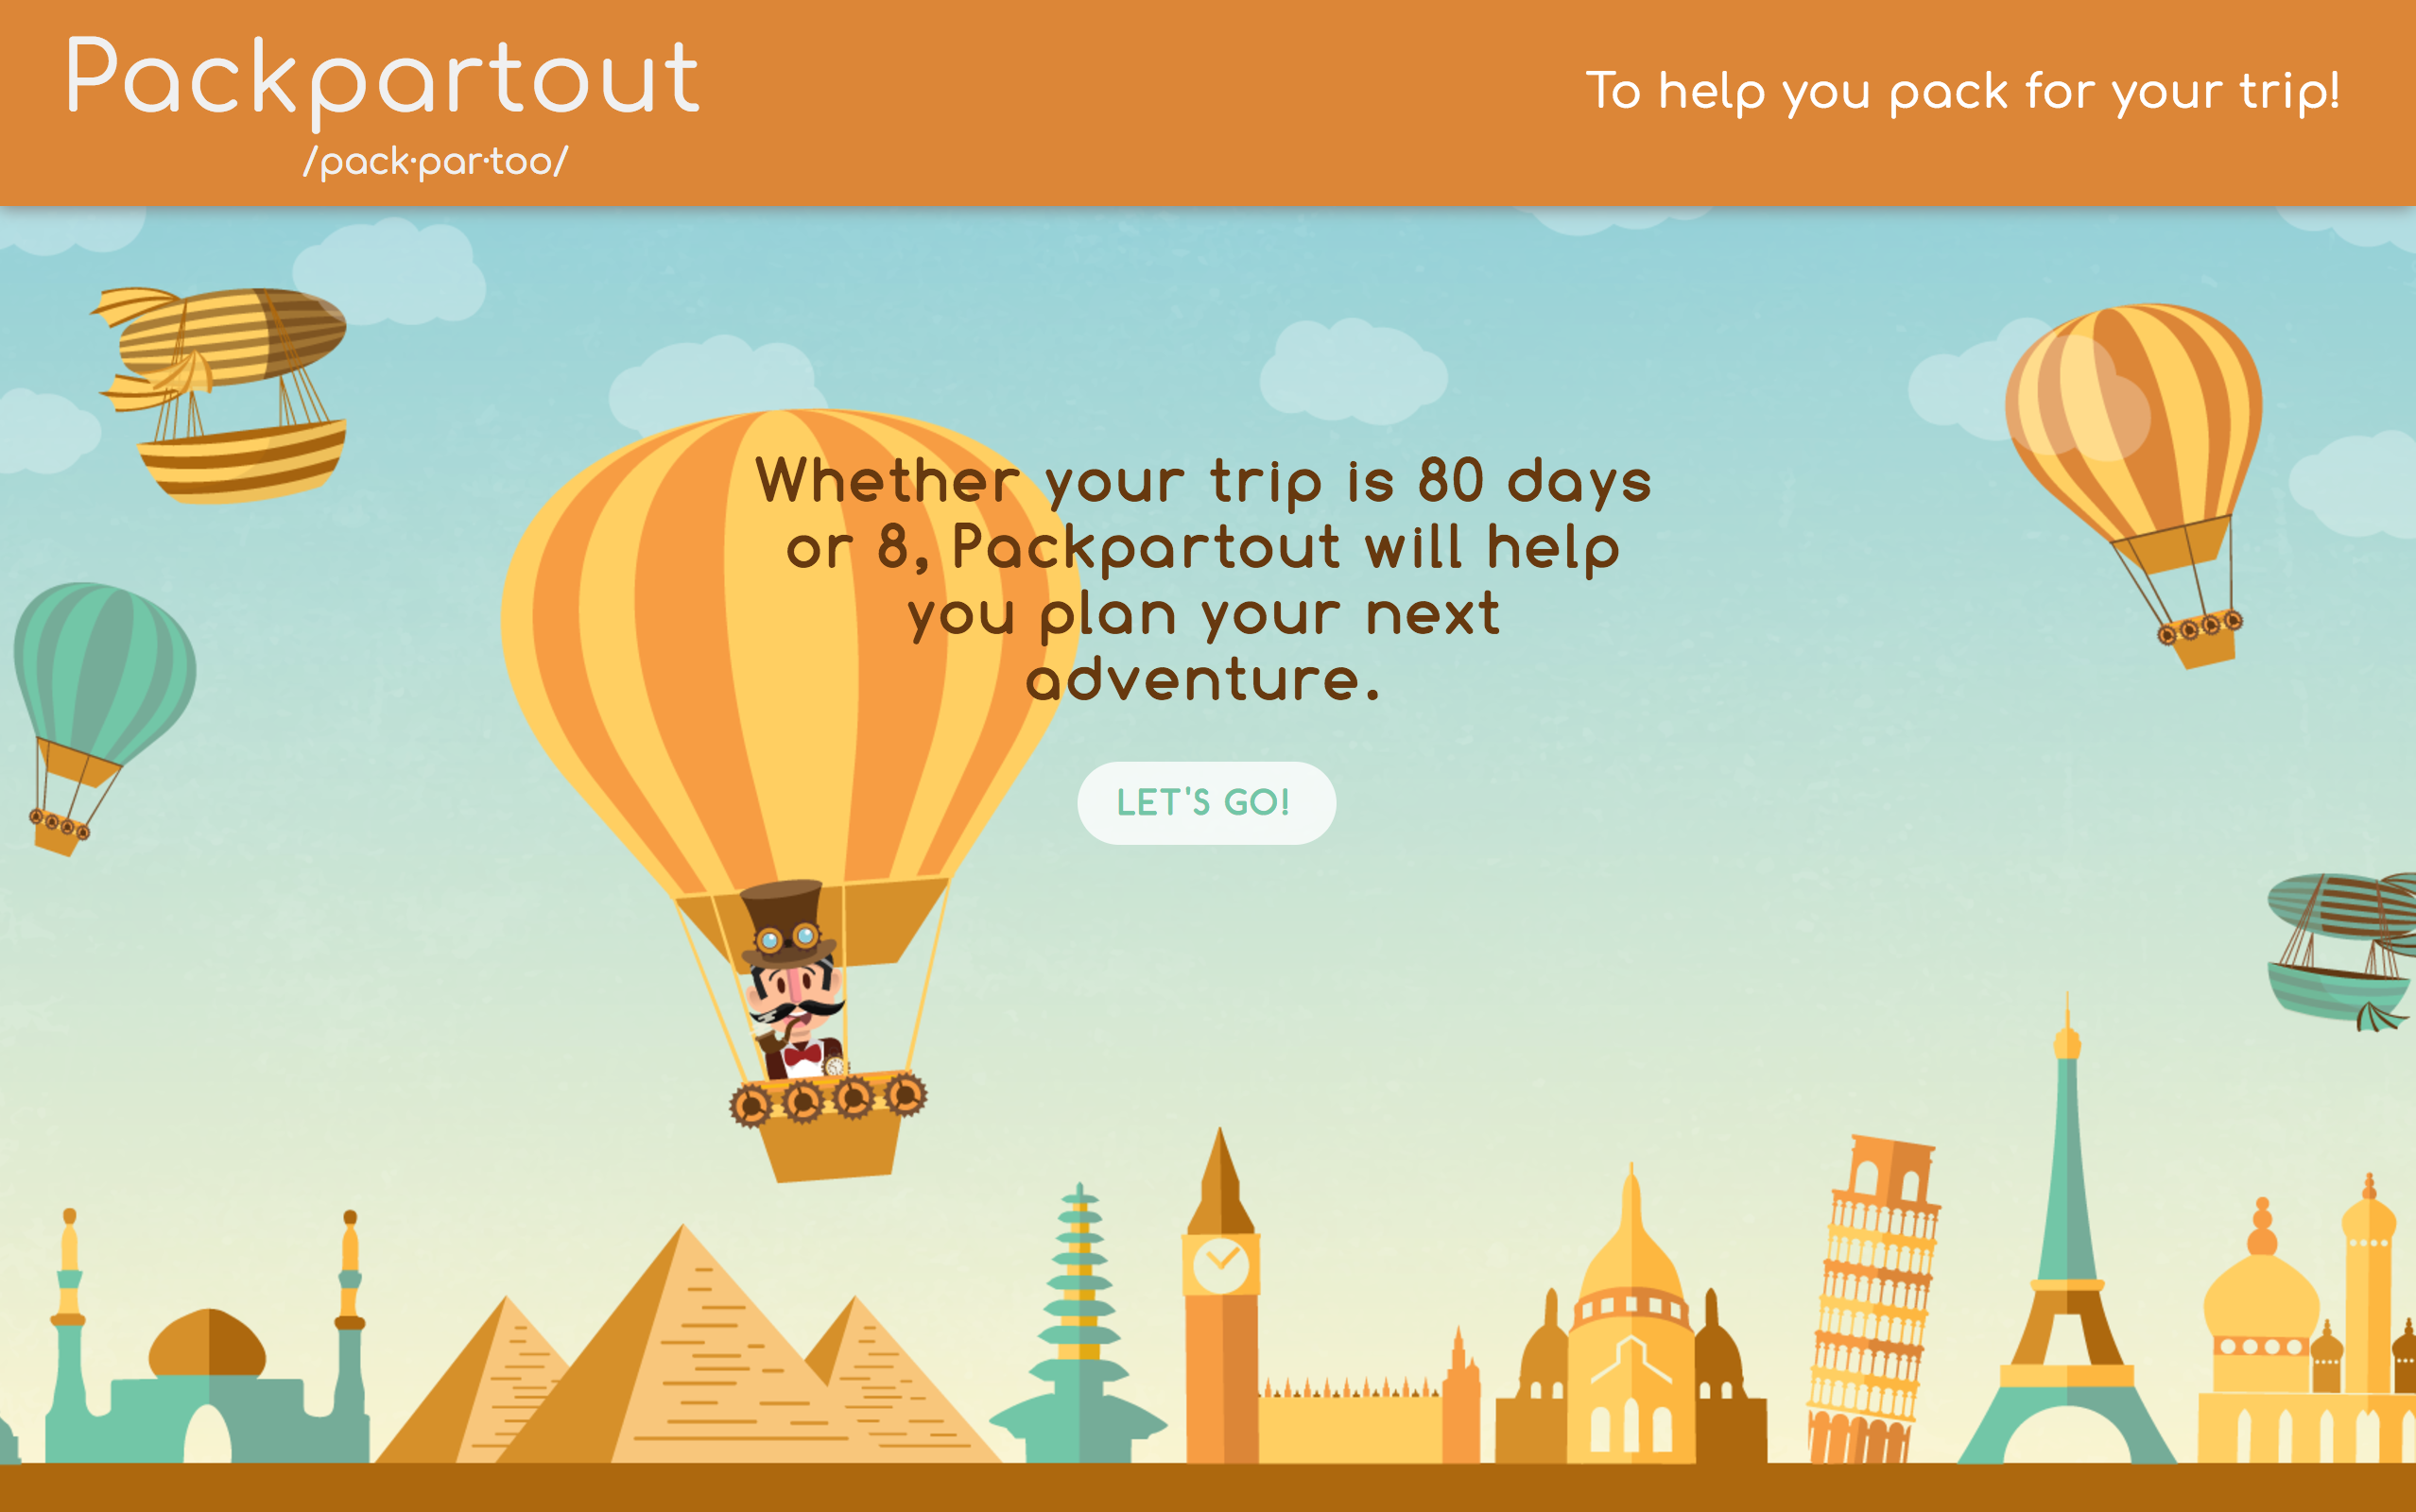 Packpartout
/pack·par·too/
To help you pack for your trip!
Whether your trip is 80 days
or 8, Packpartout will help
you plan your next
adventure.
LET'S GO!